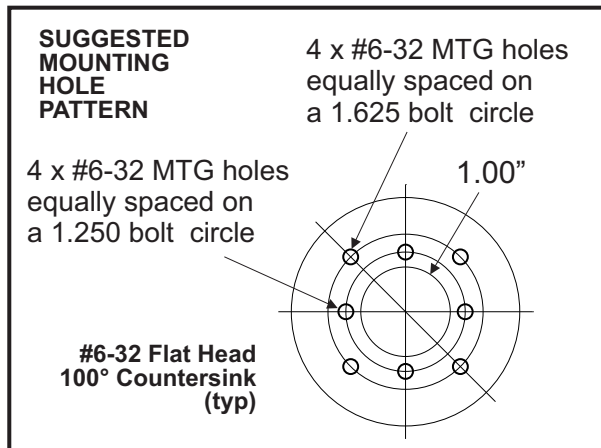 SUGGESTED
MOUNTING
HOLE
PATTERN
4 x #6-32 MTG holes
equally spaced on
a 1.625 bolt circle
4 x #6-32 MTG holes
equally spaced on
a 1.250 bolt circle
1.00”
#6-32 Flat Head
100° Countersink
(typ)